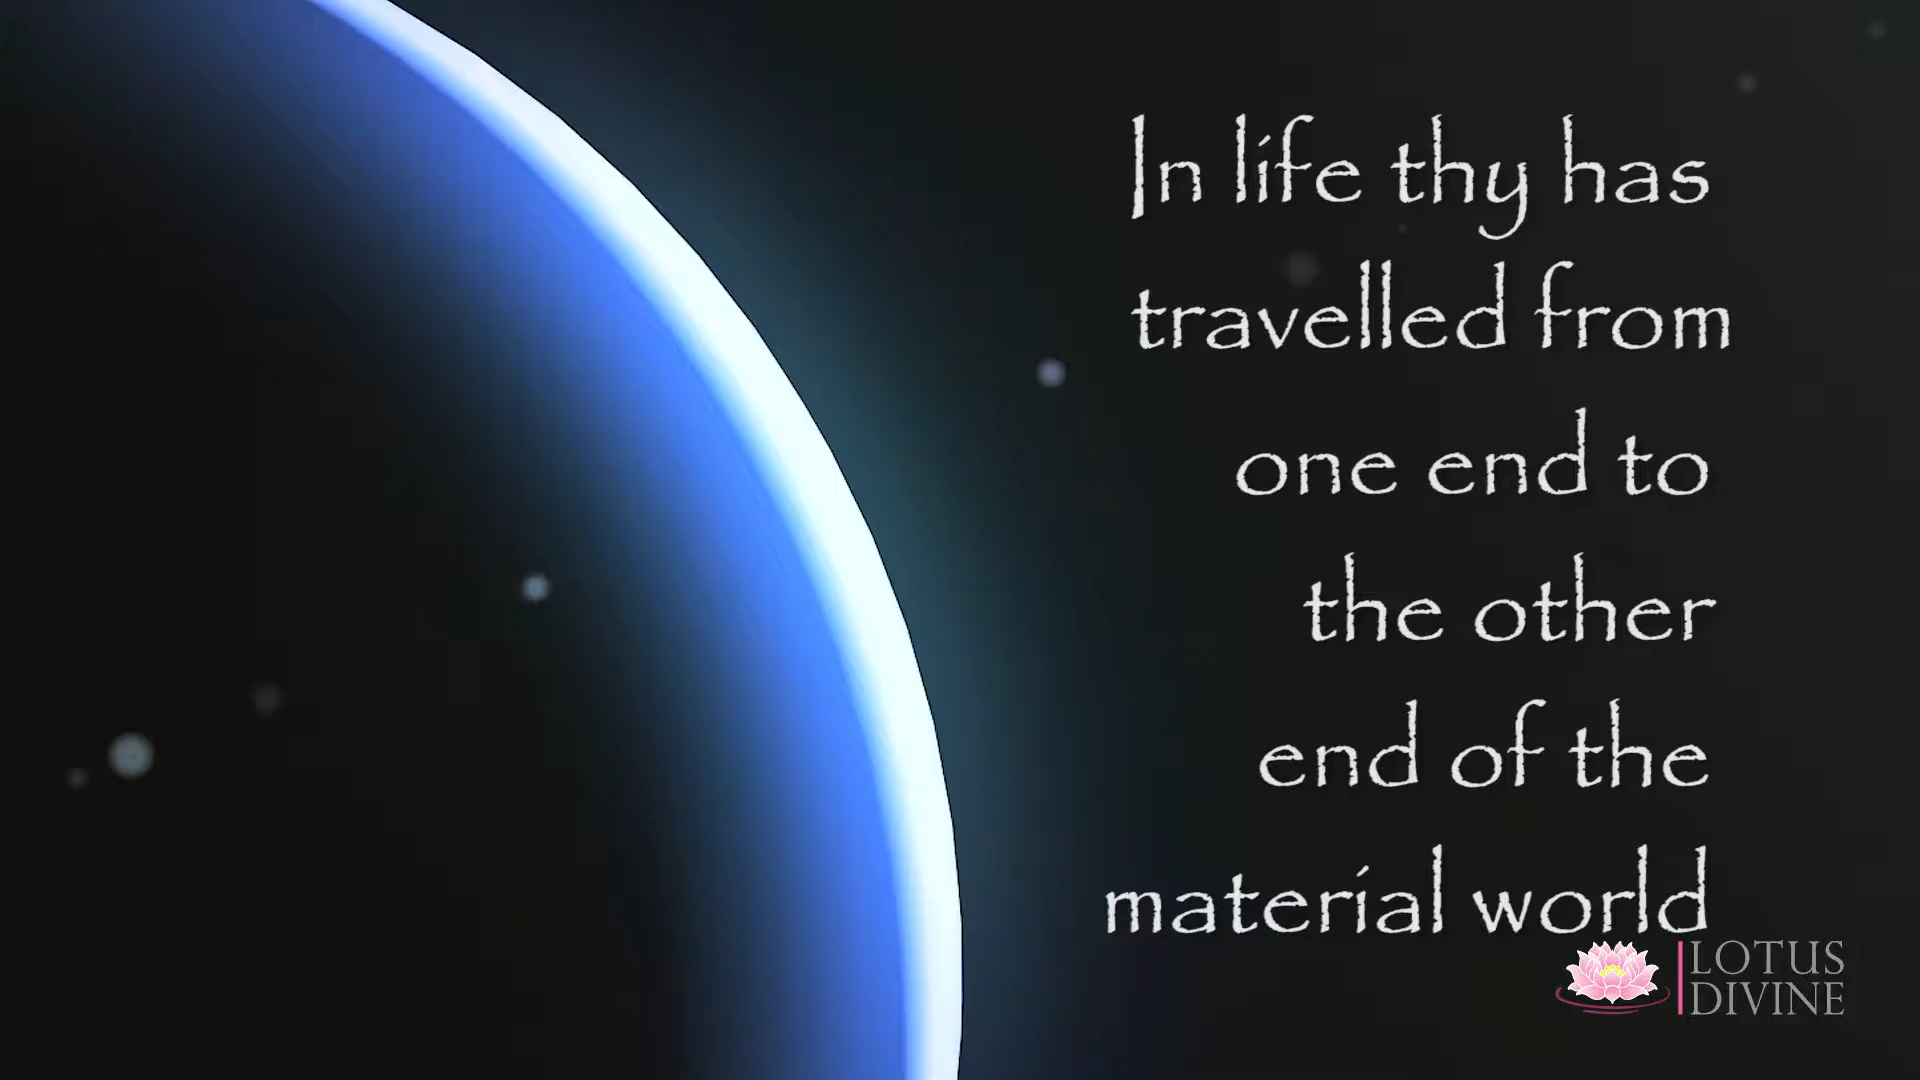 In life thy has
travelled from
one end to
the other
end of the
material world
LOTUS
DIVINE